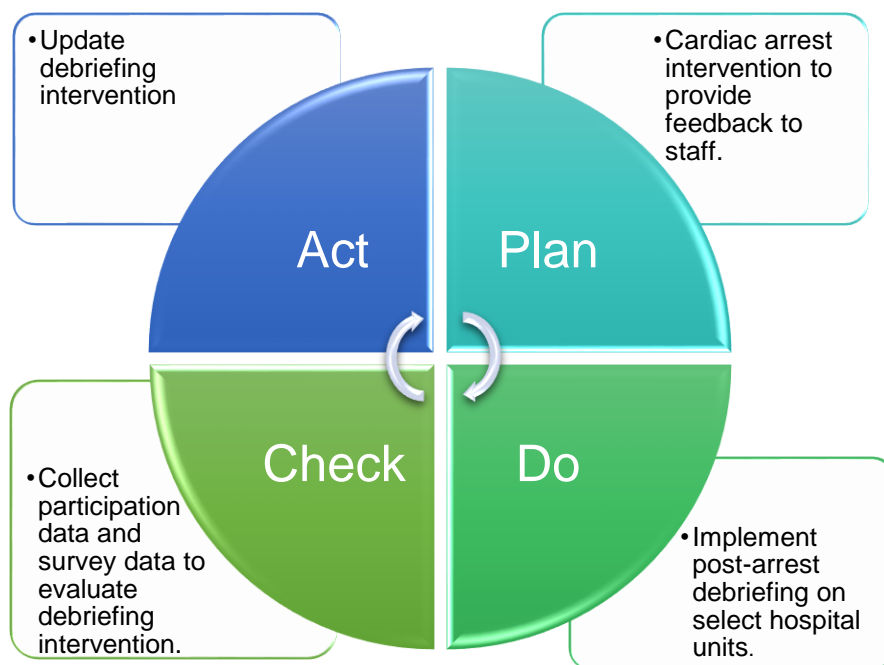 •Update
debriefing
intervention
•Cardiac arrest
intervention to
provide
feedback to
staff.
Act
Plan
Check
Do
•Collect
participation
data and
survey data to
evaluate
debriefing
intervention.
•Implement
post-arrest
debriefing on
select hospital
units.